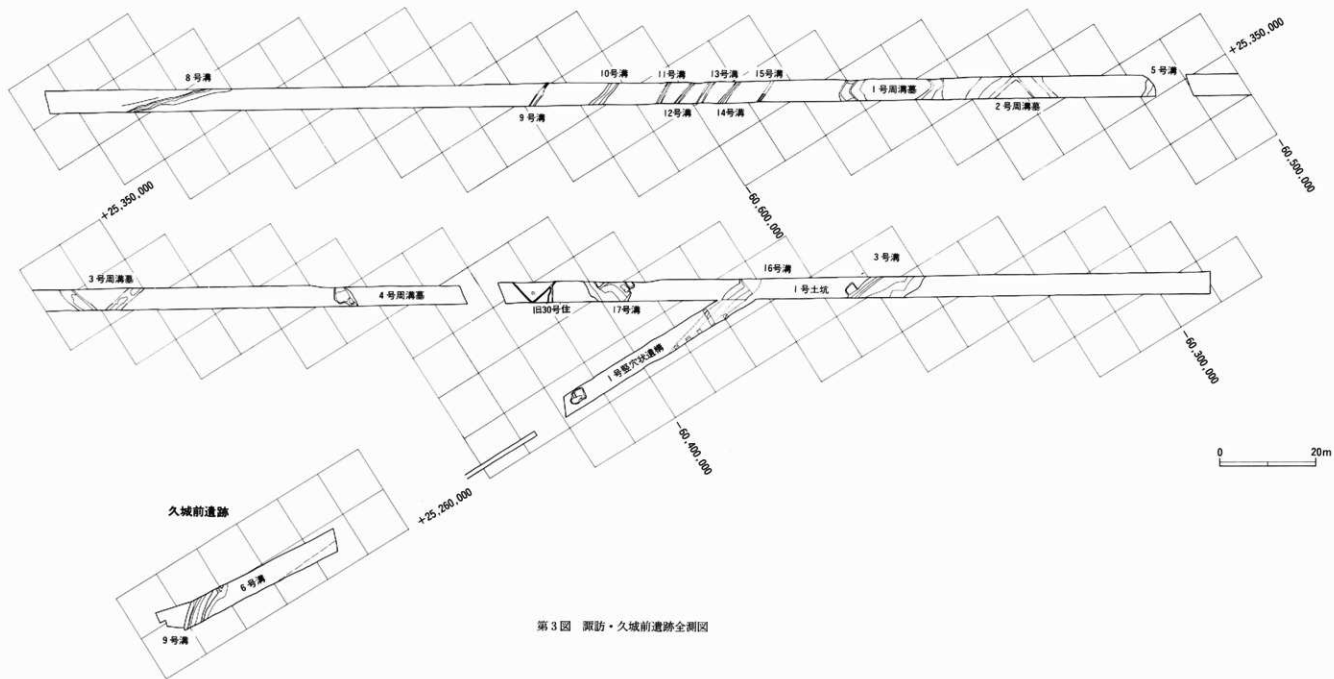 8号溝
9号溝
10号溝
11号溝
12号溝
13号溝
14号溝
15号溝
1号周溝墓
2号周溝墓
5号溝
+25,350,000
-60,500,000
+25,350,000
-60,600,000
3号周溝墓
4号周溝墓
旧30号住
17号溝
16号溝
1号土坑
3号溝
1号竪穴状遺構
-60,300,000
-60,400,000
+25,260,000
0 20m
久城前遺跡
6号溝
9号溝
第3図 諏訪・久城前遺跡全測図